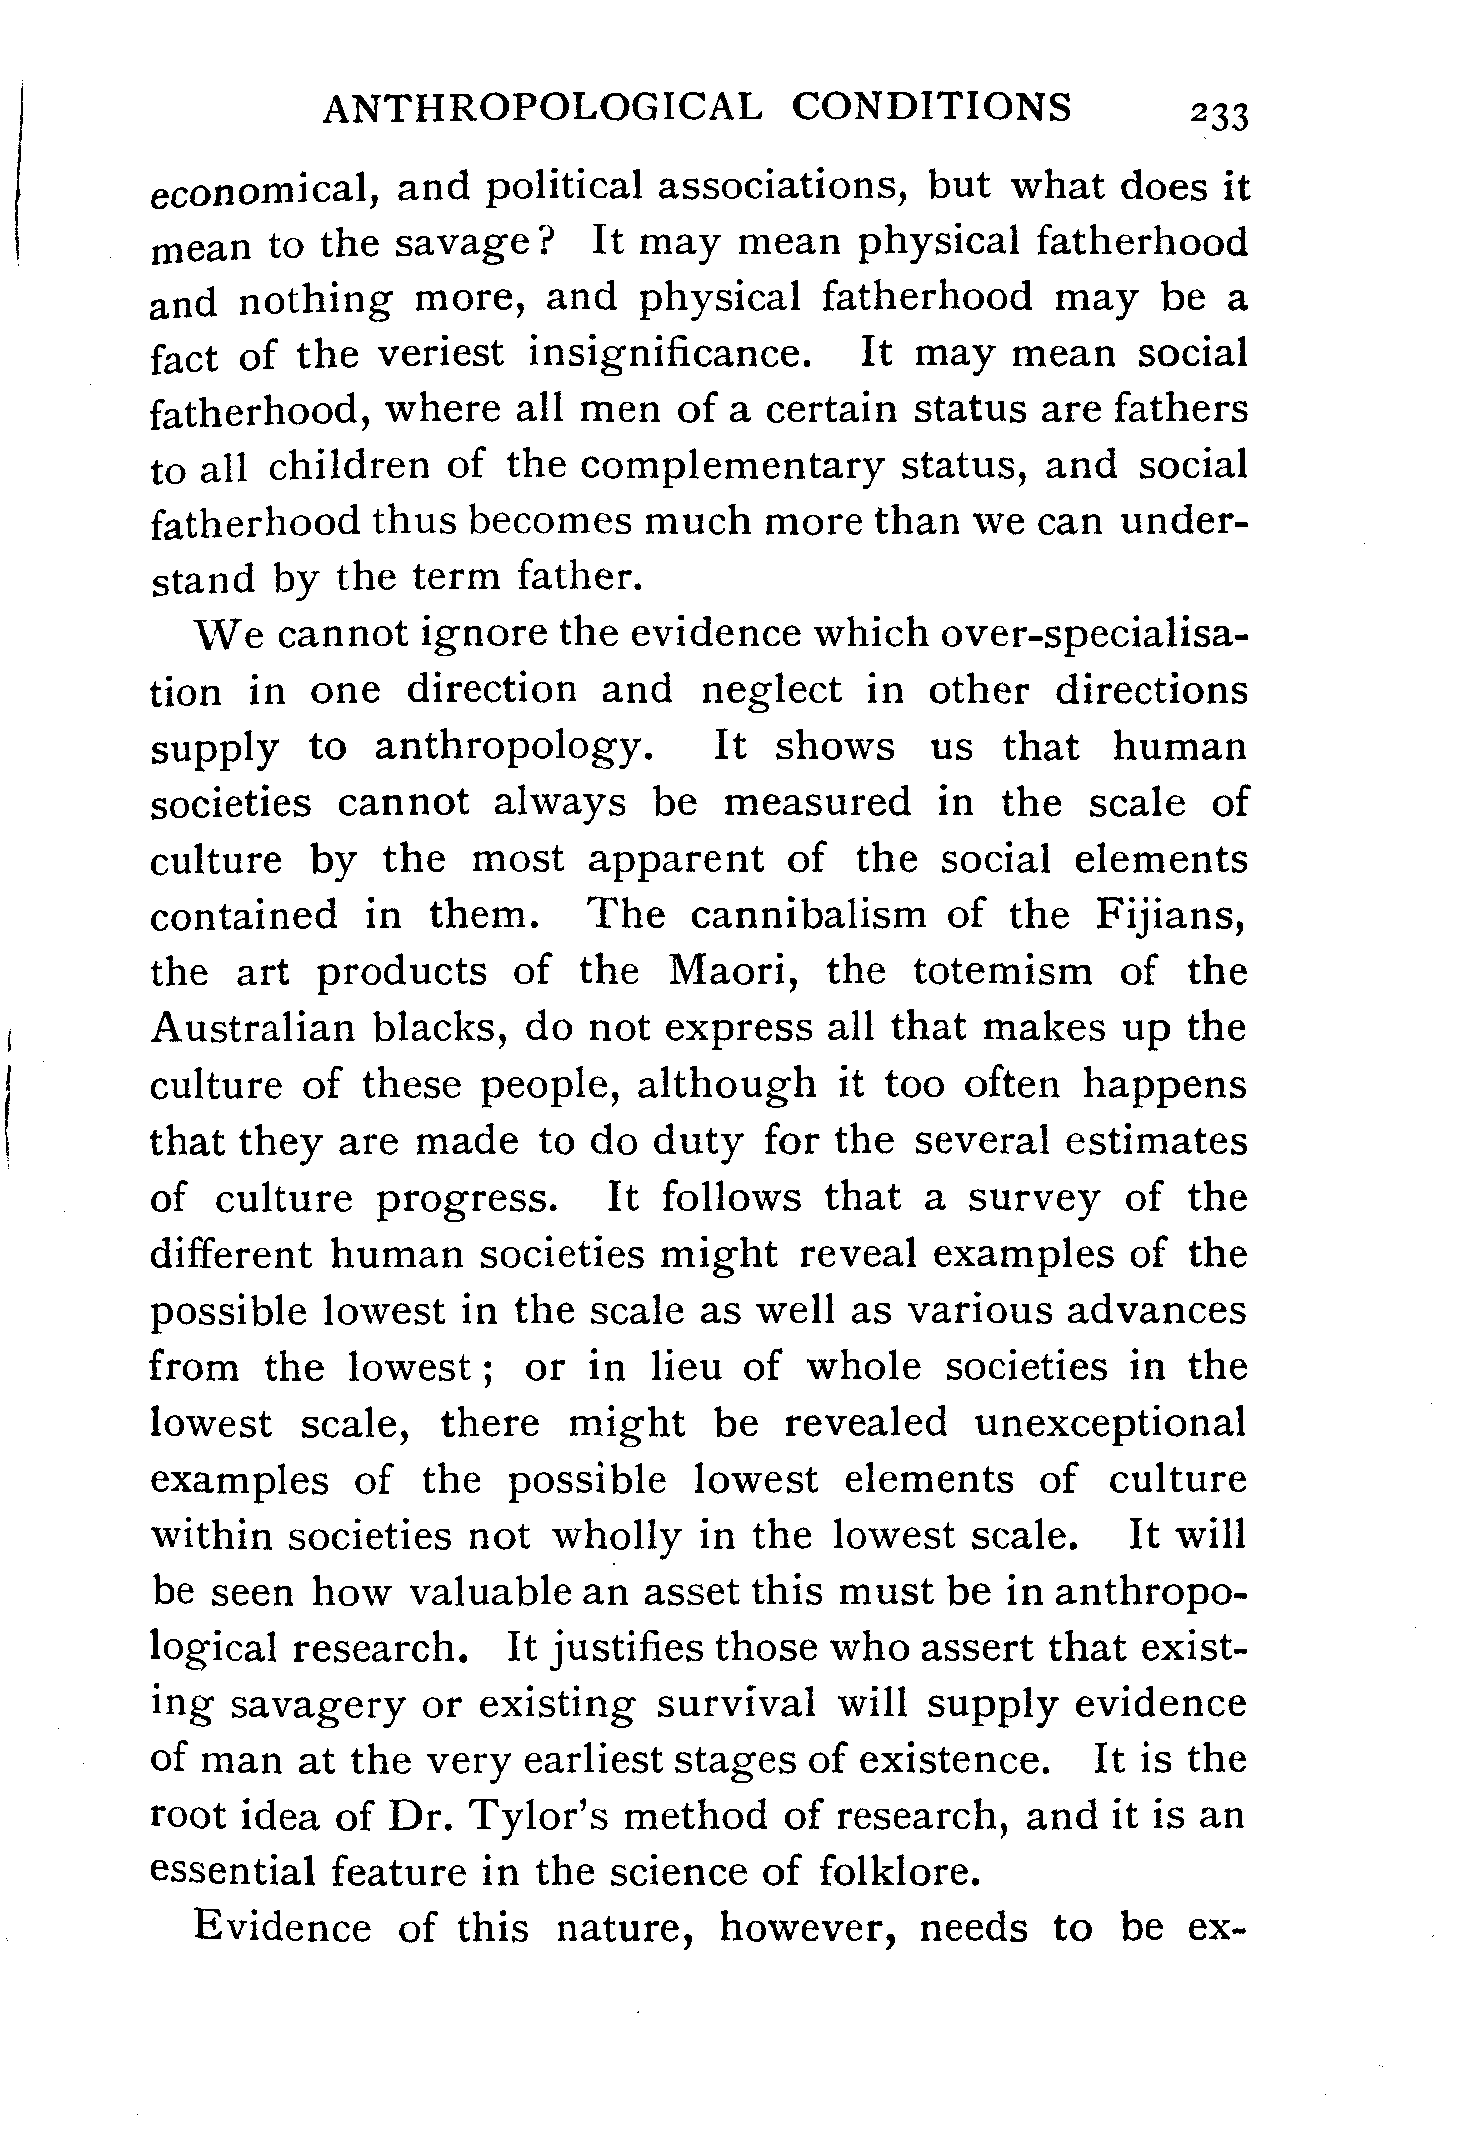 ANTHROPOLOGICAL CONDITIONS 233
economical, and political associations, but what does it
mean to the savage? It may mean physical fatherhood
and nothing more, and physical fatherhood may be a
fact of the veriest insignificance. It may mean social
fatherhood, where all men of a certain status are fathers
to all children of the complementary status, and social
fatherhood thus becomes much more than we can under-
stand by the term father.
We cannot ignore the evidence which over-specialisa-
tion in one direction and neglect in other directions
supply to anthropology. It shows us that human
societies cannot always be measured in the scale of
culture by the most apparent of the social elements
contained in them. The cannibalism of the Fijians,
the art products of the Maori, the totemism of the
Australian blacks, do not express all that makes up the
culture of these people, although it too often happens
that they are made to do duty for the several estimates
of culture progress. It follows that a survey of the
different human societies might reveal examples of the
possible lowest in the scale as well as various advances
from the lowest; or in lieu of whole societies in the
lowest scale, there might be revealed unexceptional
examples of the possible lowest elements of culture
within societies not wholly in the lowest scale. It will
be seen how valuable an asset this must be in anthropo-
logical research. It justifies those who assert that exist-
ing savagery or existing survival will supply evidence
of man at the very earliest stages of existence. It is the
root idea of Dr. Tylor's method of research, and it is an
essential feature in the science of folklore.
Evidence of this nature, however, needs to be ex-